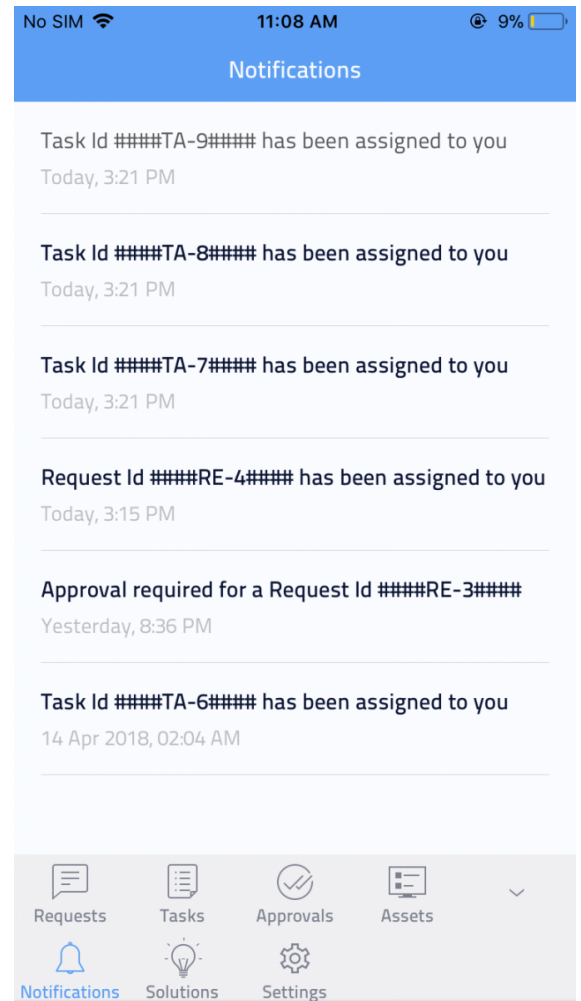 No SIM 11:08 AM 9%
Notifications
Task Id ####TA-9#### has been assigned to you
Today, 3:21 PM
Task Id ####TA-8#### has been assigned to you
Today, 3:21 PM
Task Id ####TA-7#### has been assigned to you
Today, 3:21 PM
Request Id ####RE-4#### has been assigned to you
Today, 3:15 PM
Approval required for a Request Id ####RE-3####
Yesterday, 8:36 PM
Task Id ####TA-6#### has been assigned to you
14 Apr 2018, 02:04 AM
Requests Tasks Approvals Assets
Notifications Solutions Settings